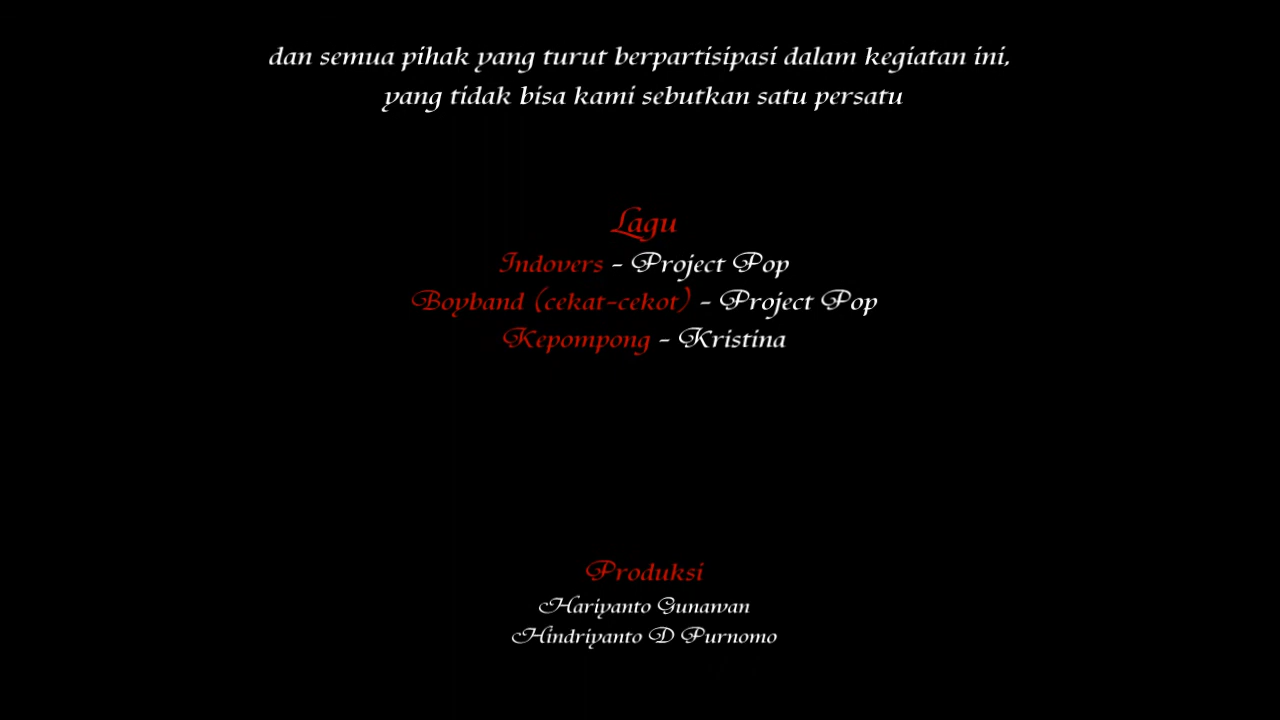 dan semua pihak yang turut berpartisipasi dalam kegiatan ini,
yang tidak bisa kami sebutkan satu persatu
Lagu
Indovers - Project Pop
Boyband (cekat-cekot) - Project Pop
Kepompong - Kristina
Produksi
Hariyanto Gunawan
Hindriyanto D Purnomo